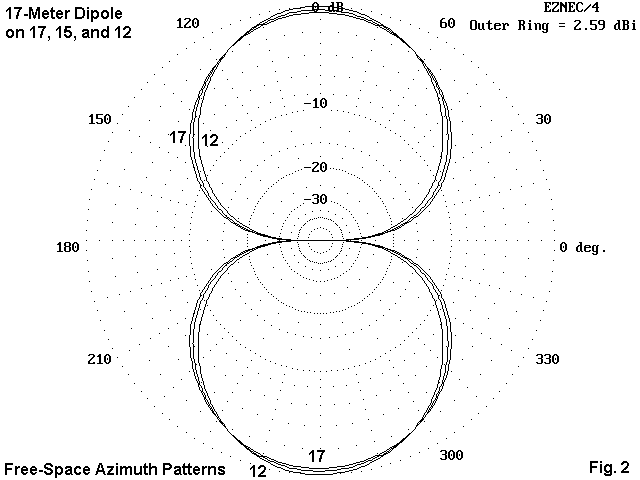 17-Meter Dipole
on 17, 15, and 12
EZNEC/4
Outer Ring = 2.59 dBi
0 dB
120
60
-10
150
30
17
12
-20
-30
180
0 deg.
210
330
300
17
12
Free-Space Azimuth Patterns
Fig. 2